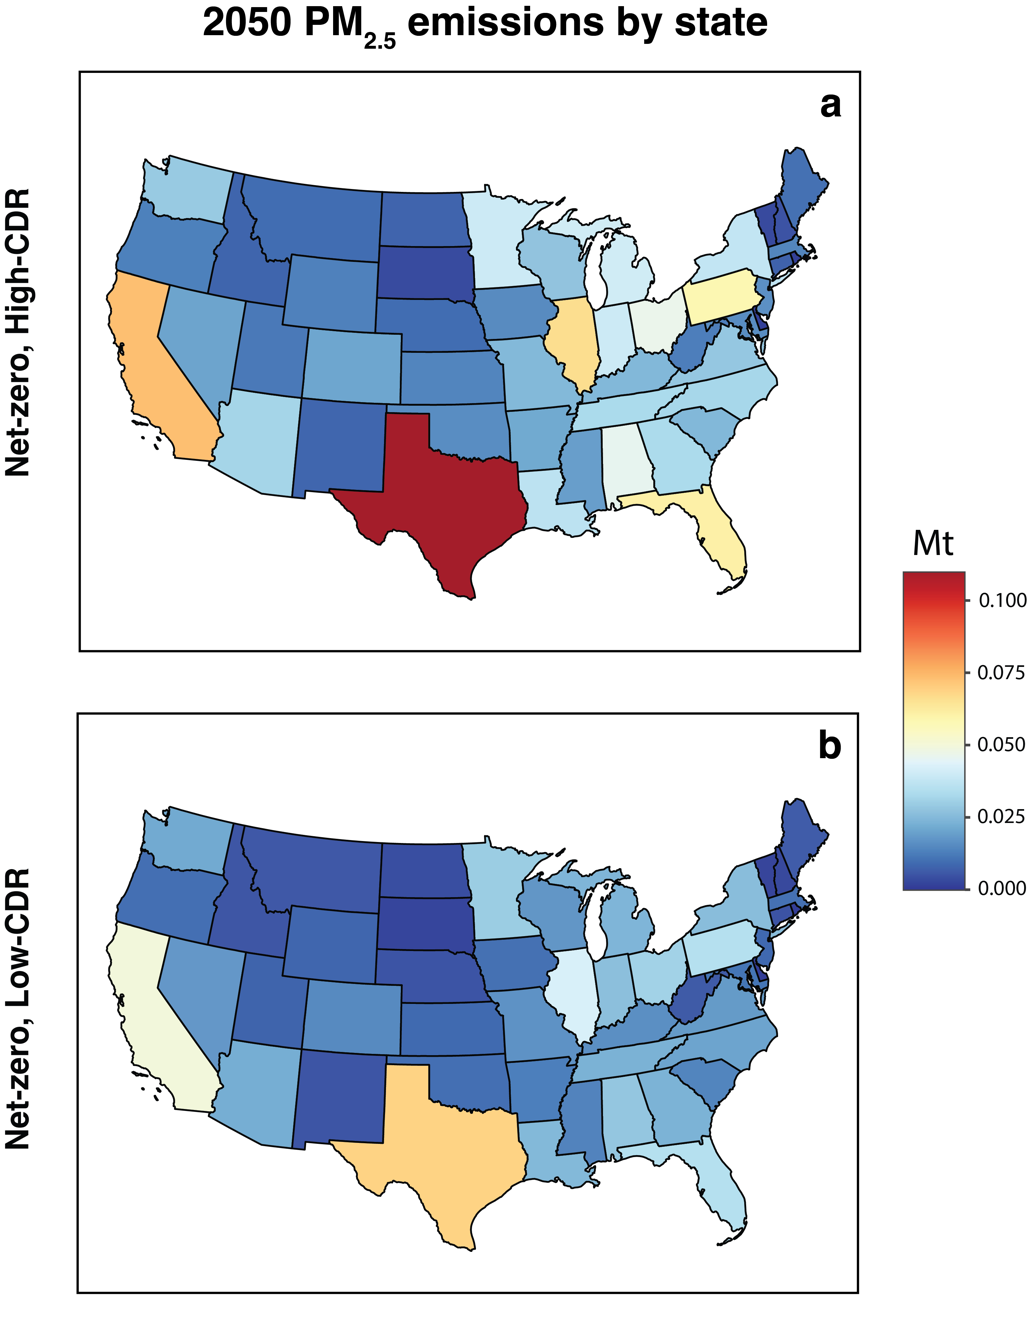 2050 PM2.5 emissions by state
Net-zero, High-CDR
a
Mt
0.100
0.075
0.050
0.025
0.000
Net-zero, Low-CDR
b